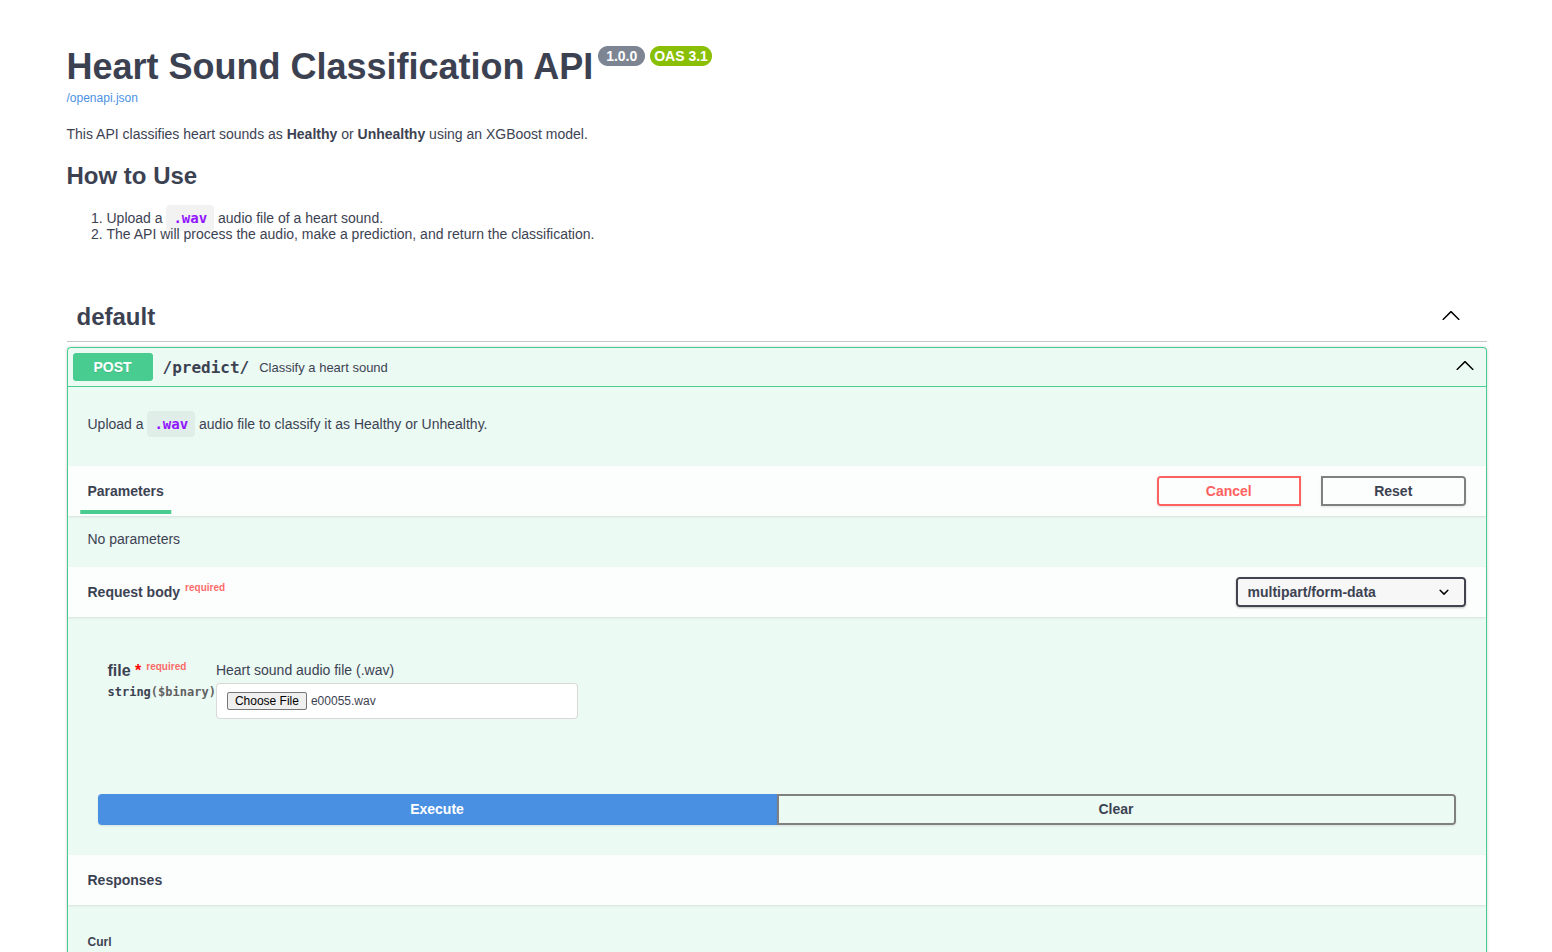 Heart Sound Classification API 1.0.0 OAS 3.1
/openapi.json
This API classifies heart sounds as Healthy or Unhealthy using an XGBoost model.
How to Use
1. Upload a .wav audio file of a heart sound.
2. The API will process the audio, make a prediction, and return the classification.
default
POST /predict/ Classify a heart sound
Upload a .wav audio file to classify it as Healthy or Unhealthy.
Parameters Cancel Reset
No parameters
Request body required multipart/form-data
file * required Heart sound audio file (.wav)
string($binary) Choose File e00055.wav
Execute Clear
Responses
Curl